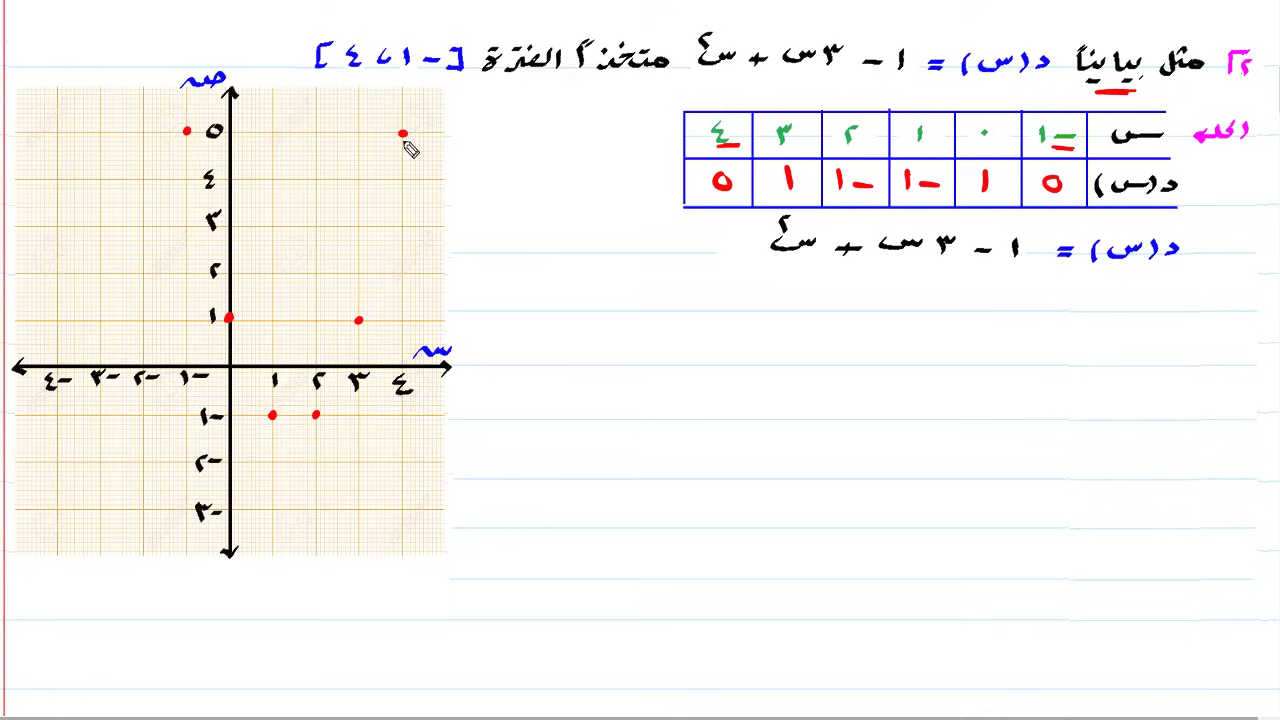 ٢] مثل بيانياً د(س) = ١ - ٣س + س٢ متخذاً الفترة [-١ ، ٤]
الحل
س -١ ٠ ١ ٢ ٣ ٤
د(س) ٥ ١ -١ -١ ١ ٥
د(س) = ١ - ٣س + س٢
ص
٥
٤
٣
٢
١
س
-٤ -٣ -٢ -١ ١ ٢ ٣ ٤
-١
-٢
-٣